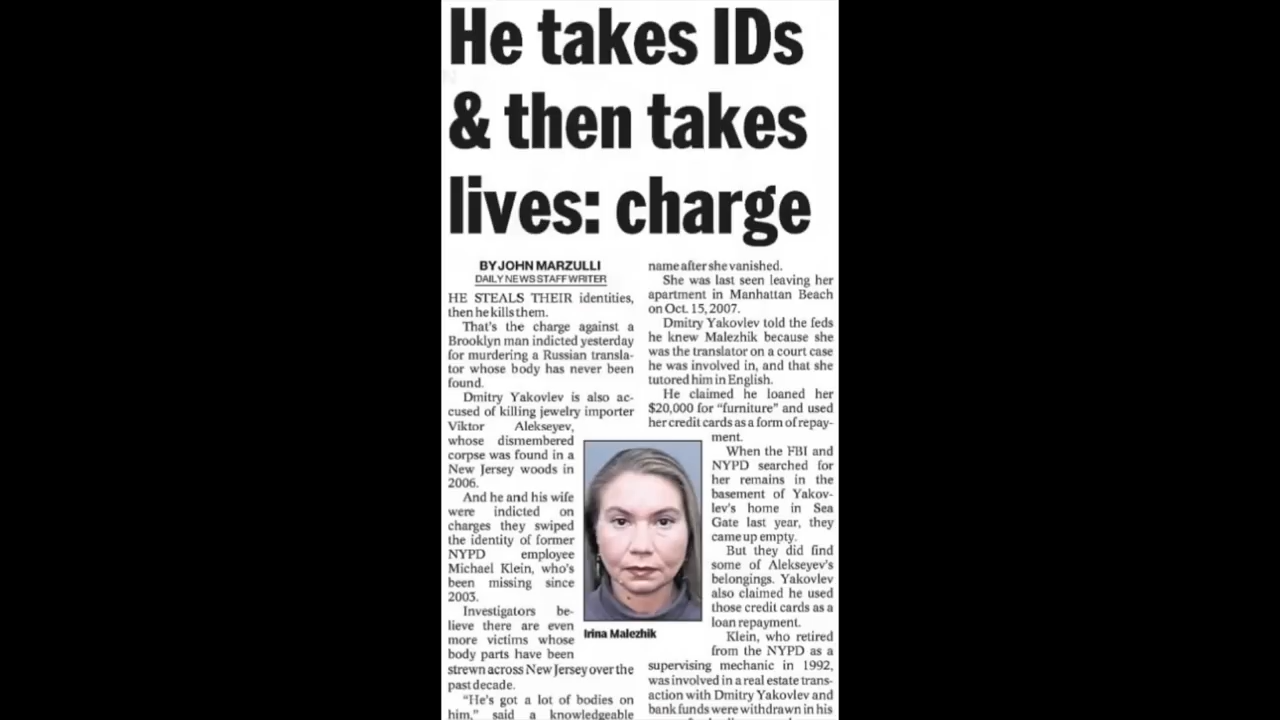 He takes IDs
& then takes
lives: charge
BY JOHN MARZULLI
DAILY NEWS STAFF WRITER
HE STEALS THEIR identities,
then he kills them.
That's the charge against a
Brooklyn man indicted yesterday
for murdering a Russian transla-
tor whose body has never been
found.
Dmitry Yakovlev is also ac-
cused of killing jewelry importer
Viktor Alekseyev,
whose dismembered
corpse was found in a
New Jersey woods in
2006.
And he and his wife
were indicted on
charges they swiped
the identity of former
NYPD employee
Michael Klein, who's
been missing since
2003.
Investigators be-
lieve there are even
more victims whose
body parts have been
strewn across New Jersey over the
past decade.
"He's got a lot of bodies on
him," said a knowledgeable
Irina Malezhik
name after she vanished.
She was last seen leaving her
apartment in Manhattan Beach
on Oct. 15, 2007.
Dmitry Yakovlev told the feds
he knew Malezhik because she
was the translator on a court case
he was involved in, and that she
tutored him in English.
He claimed he loaned her
$20,000 for "furniture" and used
her credit cards as a form of repay-
ment.
When the FBI and
NYPD searched for
her remains in the
basement of Yakov-
lev's home in Sea
Gate last year, they
came up empty.
But they did find
some of Alekseyev's
belongings. Yakovlev
also claimed he used
those credit cards as a
loan repayment.
Klein, who retired
from the NYPD as a
supervising mechanic in 1992,
was involved in a real estate trans-
action with Dmitry Yakovlev and
bank funds were withdrawn in his